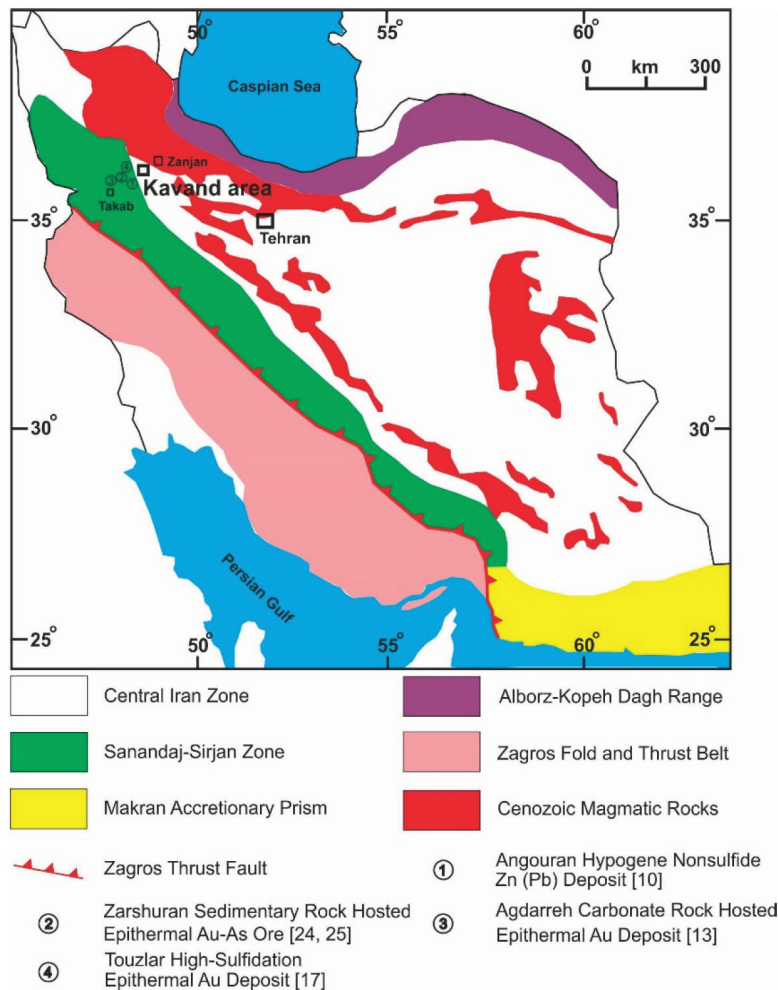 50°
55°
60°
Caspian Sea
0 km 300
Zanjan
④
③ ② ①
Kavand area
Takab
35°
35°
Tehran
30°
30°
Persian Gulf
25°
25°
50°
55°
60°
Central Iran Zone
Alborz-Kopeh Dagh Range
Sanandaj-Sirjan Zone
Zagros Fold and Thrust Belt
Makran Accretionary Prism
Cenozoic Magmatic Rocks
Zagros Thrust Fault
① Angouran Hypogene Nonsulfide
Zn (Pb) Deposit [10]
② Zarshuran Sedimentary Rock Hosted
Epithermal Au-As Ore [24, 25]
③ Agdarreh Carbonate Rock Hosted
Epithermal Au Deposit [13]
④ Touzlar High-Sulfidation
Epithermal Au Deposit [17]